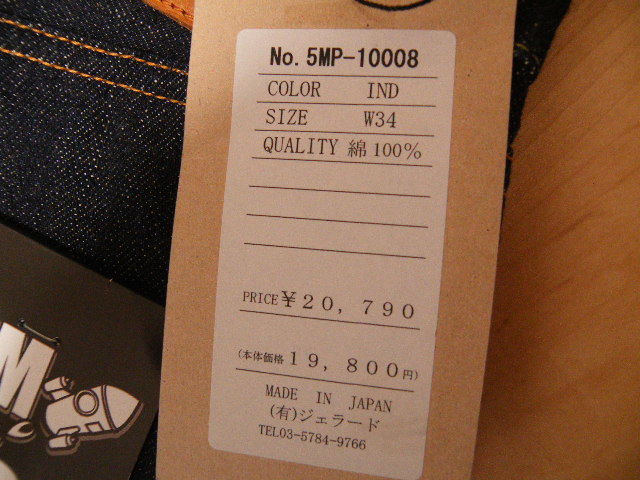 No. 5MP-10008
COLOR IND
SIZE W34
QUALITY 綿100%
PRICE ¥20,790
(本体価格 19,800円)
MADE IN JAPAN
(有)ジェラード
TEL03-5784-9766
M